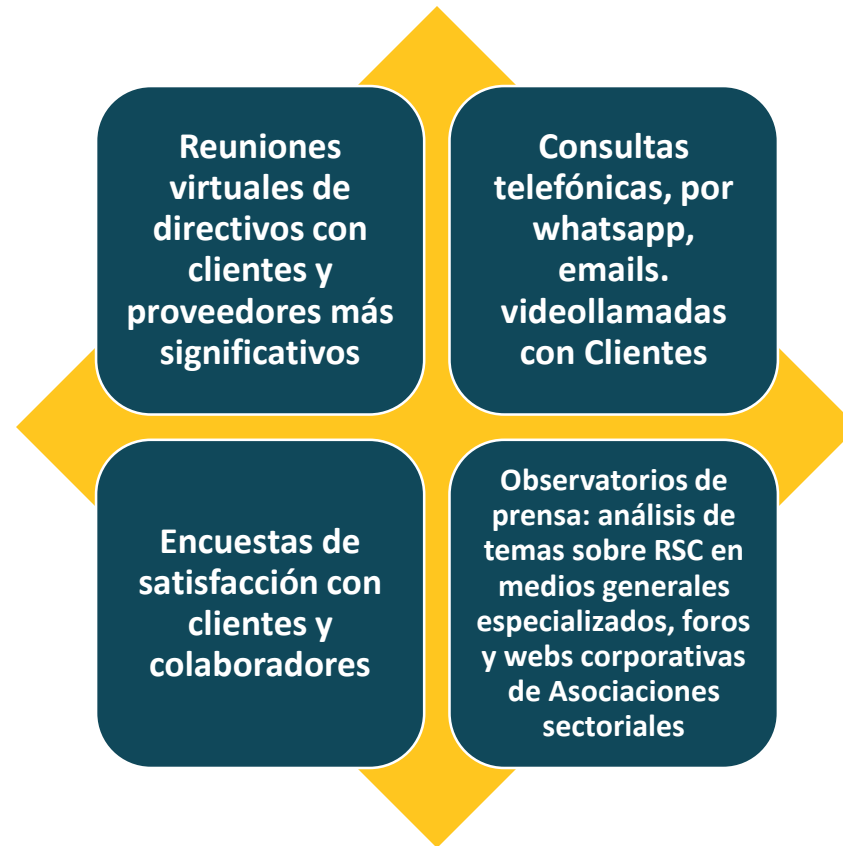 Reuniones
virtuales de
directivos con
clientes y
proveedores más
significativos
Consultas
telefónicas, por
whatsapp,
emails.
videollamadas
con Clientes
Encuestas de
satisfacción con
clientes y
colaboradores
Observatorios de
prensa: análisis de
temas sobre RSC en
medios generales
especializados, foros
y webs corporativas
de Asociaciones
sectoriales